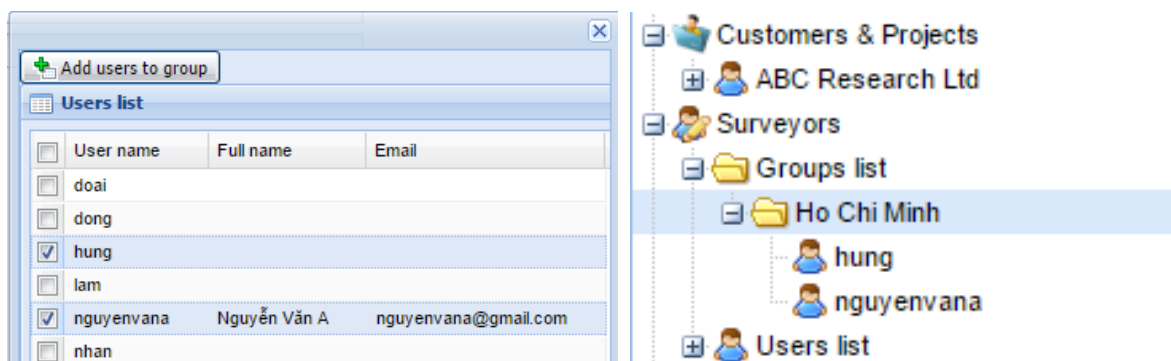 Add users to group
Users list
User name Full name Email
doai
dong
hung
lam
nguyenvana Nguyễn Văn A nguyenvana@gmail.com
nhan
Customers & Projects
ABC Research Ltd
Surveyors
Groups list
Ho Chi Minh
hung
nguyenvana
Users list